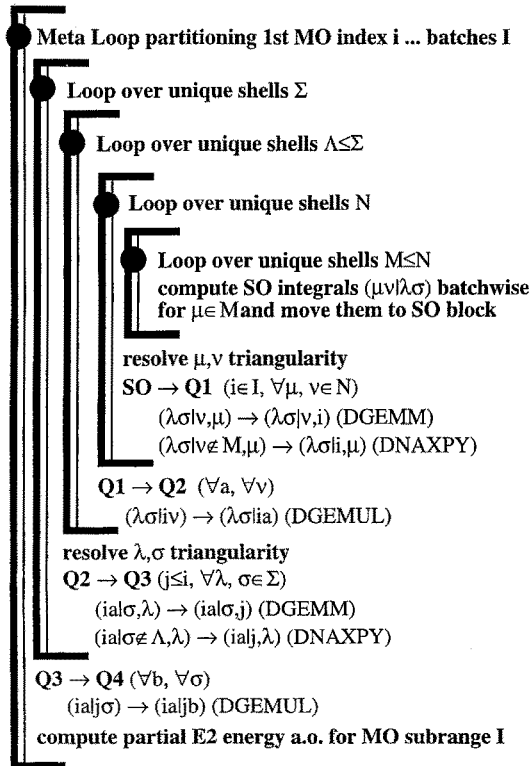 Meta Loop partitioning 1st MO index i ... batches I
Loop over unique shells Σ
Loop over unique shells Λ≤Σ
Loop over unique shells N
Loop over unique shells M≤N
compute SO integrals (μν|λσ) batchwise
for μ∈M and move them to SO block
resolve μ,ν triangularity
SO → Q1 (i∈I, ∀μ, ν∈N)
(λσ|ν,μ) → (λσ|ν,i) (DGEMM)
(λσ|ν∉M,μ) → (λσ|i,μ) (DNAXPY)
Q1 → Q2 (∀a, ∀ν)
(λσ|iν) → (λσ|ia) (DGEMUL)
resolve λ,σ triangularity
Q2 → Q3 (j≤i, ∀λ, σ∈Σ)
(ia|σ,λ) → (ia|σ,j) (DGEMM)
(ia|σ∉Λ,λ) → (ia|j,λ) (DNAXPY)
Q3 → Q4 (∀b, ∀σ)
(ia|jσ) → (ia|jb) (DGEMUL)
compute partial E2 energy a.o. for MO subrange I